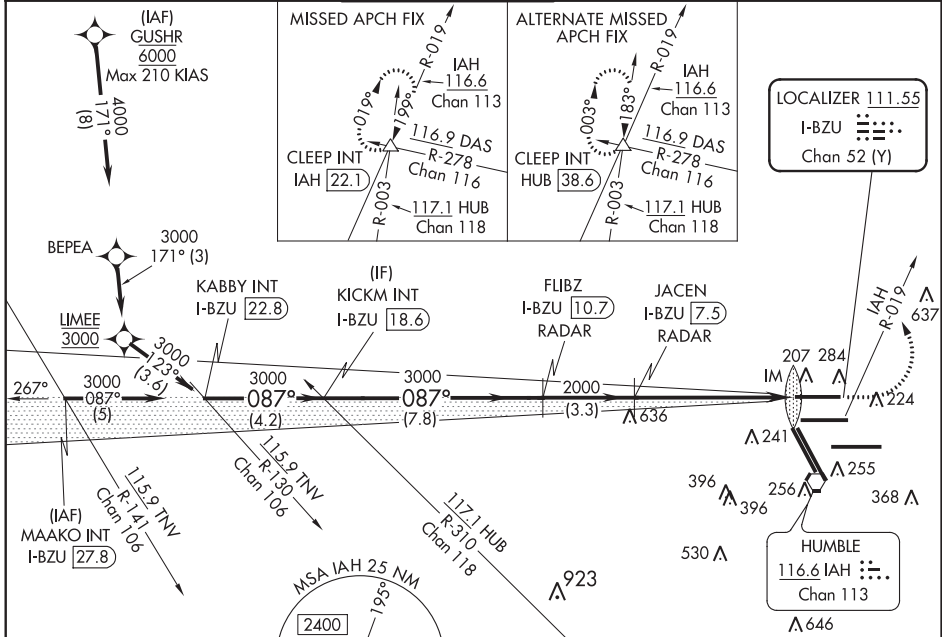 (IAF)
GUSHR
6000
Max 210 KIAS
4000
171°
(8)
BEPEA
3000
171° (3)
LIMEE
3000
3000
123°
(3.6)
MISSED APCH FIX
R-019
IAH
116.6
Chan 113
019°
199°
116.9 DAS
R-278
Chan 116
CLEEP INT
IAH 22.1
R-003
117.1 HUB
Chan 118
ALTERNATE MISSED
APCH FIX
R-019
IAH
116.6
Chan 113
003°
183°
116.9 DAS
R-278
Chan 116
CLEEP INT
HUB 38.6
R-003
117.1 HUB
Chan 118
LOCALIZER 111.55
I-BZU
Chan 52 (Y)
KABBY INT
I-BZU 22.8
(IF)
KICKM INT
I-BZU 18.6
FLIBZ
I-BZU 10.7
RADAR
JACEN
I-BZU 7.5
RADAR
IAH
R-019
637
207
284
IM
267°
3000
087°
(5)
3000
087°
(4.2)
3000
087°
(7.8)
2000
(3.3)
636
224
241
255
256
368
396
396
530
923
646
115.9 TNV
R-141
Chan 106
115.9 TNV
R-130
Chan 106
117.1 HUB
R-310
Chan 118
(IAF)
MAAKO INT
I-BZU 27.8
HUMBLE
116.6 IAH
Chan 113
MSA IAH 25 NM
195°
2400